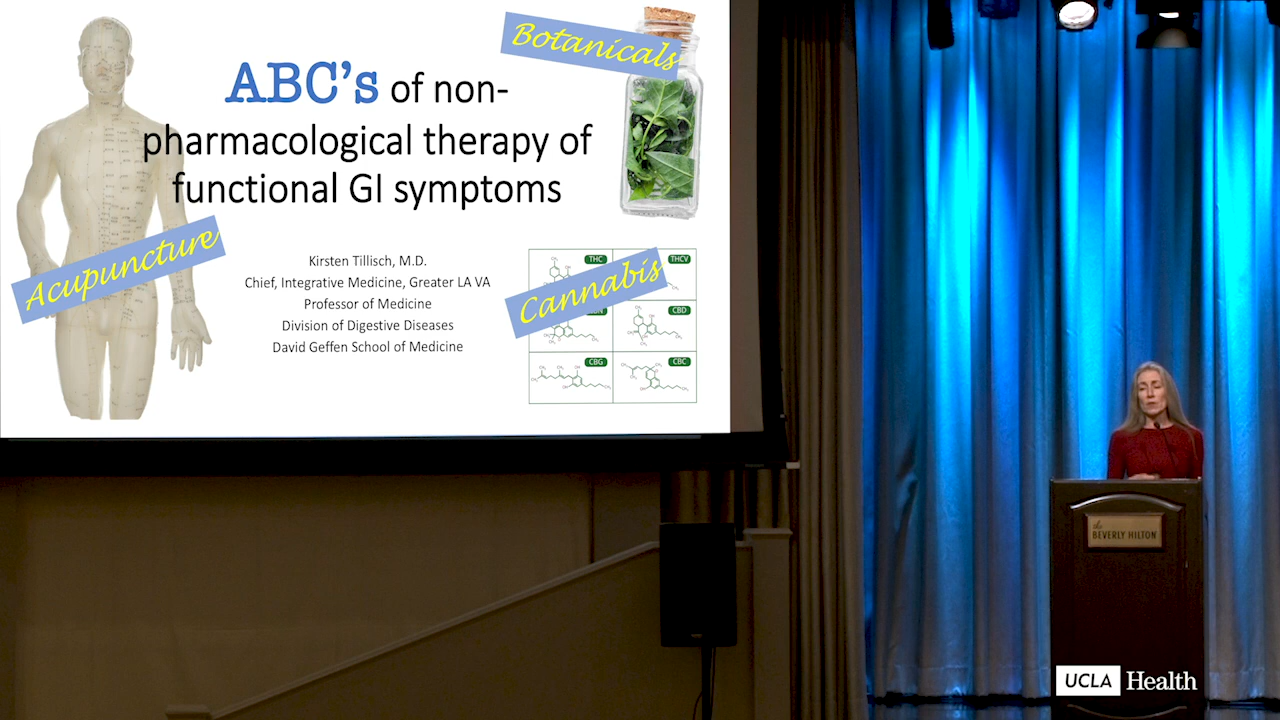 Botanicals
ABC's of non-
pharmacological therapy of
functional GI symptoms
Acupuncture
Kirsten Tillisch, M.D.
Chief, Integrative Medicine, Greater LA VA
Professor of Medicine
Division of Digestive Diseases
David Geffen School of Medicine
Cannabis
THC
THCV
CBD
CBG
CBC
the
BEVERLY HILTON
UCLA Health